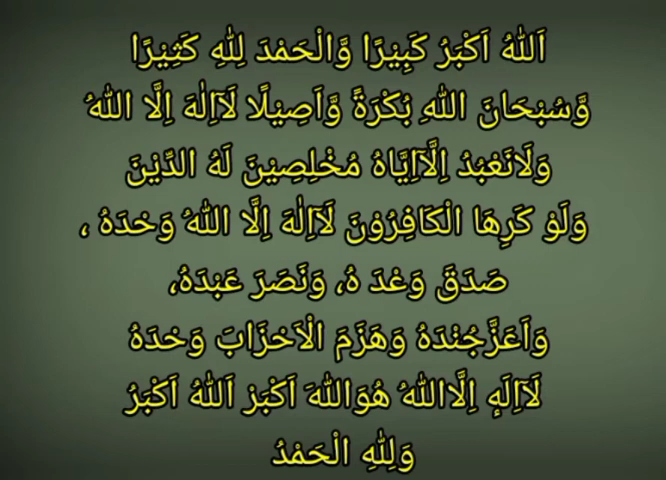 اَللّٰهُ اَكْبَرُ كَبِيْرًا وَّالْحَمْدَ لِلّٰهِ كَثِيْرًا
وَّسُبْحَانَ اللّٰهِ بُكْرَةً وَّاَصِيْلًا لَآاِلٰهَ اِلَّا اللّٰهُ
وَلَانَعْبُدُ اِلَّآاِيَّاهُ مُخْلِصِيْنَ لَهُ الدِّيْنَ
وَلَوْ كَرِهَا الْكَافِرُوْنَ لَآاِلٰهَ اِلَّا اللّٰهُ وَحْدَهُ ،
صَدَقَ وَعْدَ هُ، وَنَصَرَ عَبْدَهُ،
وَاَعَزَّجُنْدَهُ وَهَزَمَ الْاَحْزَابَ وَحْدَهُ
لَآاِلَهٕ اِلَّااللّٰهُ هُوَاللّٰهَ اَكْبَرْ اَللّٰهُ اَكْبَرُ
وَلِلّٰهِ الْحَمْدُ